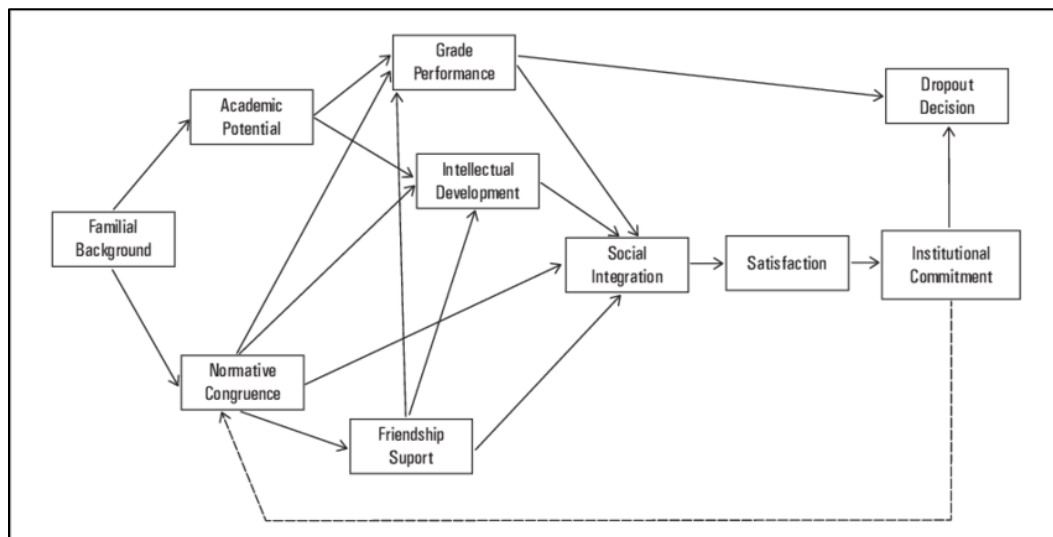 Grade
Performance
Dropout
Decision
Academic
Potential
Intellectual
Development
Familial
Background
Social
Integration
Satisfaction
Institutional
Commitment
Normative
Congruence
Friendship
Suport